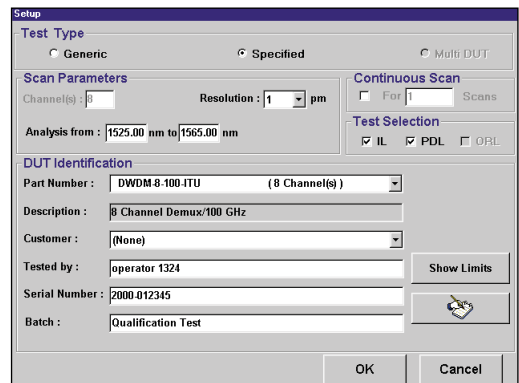 Setup
Test Type
Generic Specified Multi DUT
Scan Parameters
Channel(s) : 8 Resolution : 1 pm
Analysis from : 1525.00 nm to 1565.00 nm
Continuous Scan
For 1 Scans
Test Selection
IL PDL ORL
DUT Identification
Part Number : DWDM-8-100-ITU ( 8 Channel(s) )
Description : 8 Channel Demux/100 GHz
Customer : (None)
Tested by : operator 1324
Show Limits
Serial Number : 2000-012345
Batch : Qualification Test
OK Cancel